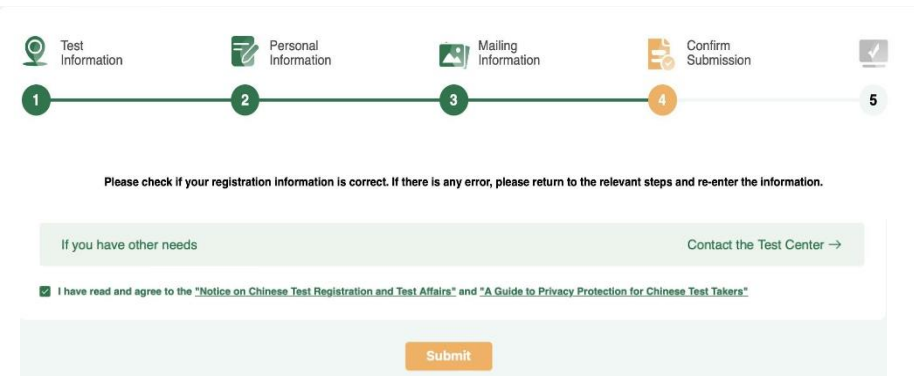 Test
Information
Personal
Information
Mailing
Information
Confirm
Submission
1
2
3
4
5
Please check if your registration information is correct. If there is any error, please return to the relevant steps and re-enter the information.
If you have other needs
Contact the Test Center →
I have read and agree to the "Notice on Chinese Test Registration and Test Affairs" and "A Guide to Privacy Protection for Chinese Test Takers"
Submit